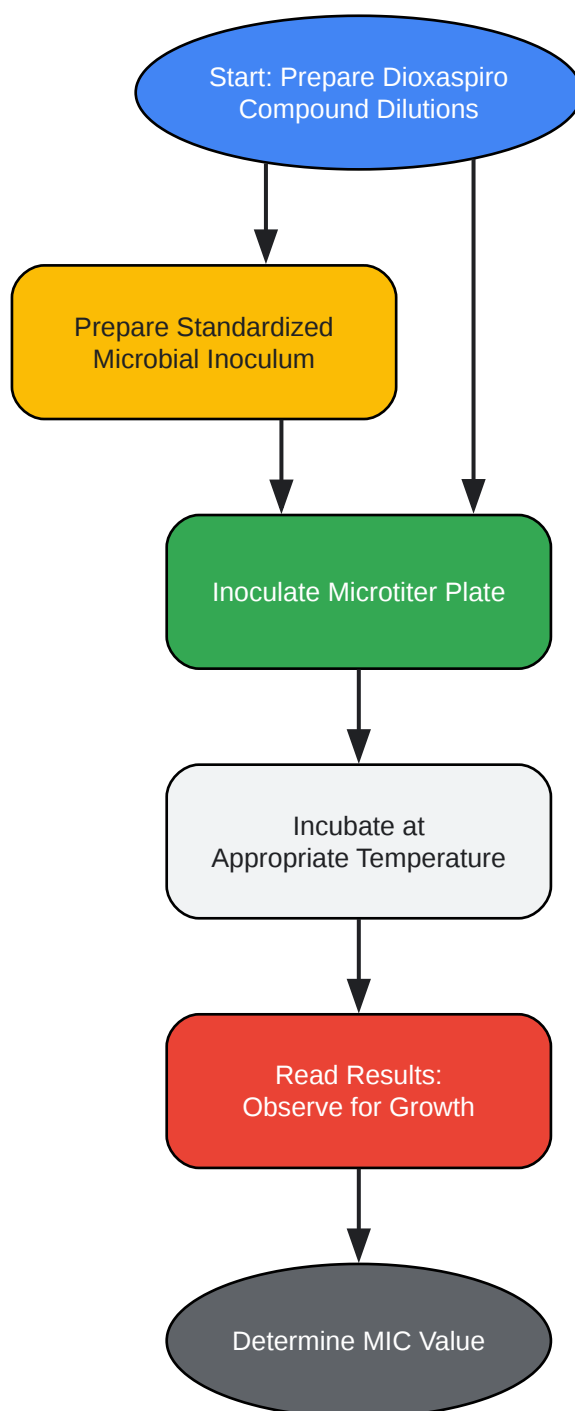 Start: Prepare Dioxaspiro
Compound Dilutions
Prepare Standardized
Microbial Inoculum
Inoculate Microtiter Plate
Incubate at
Appropriate Temperature
Read Results:
Observe for Growth
Determine MIC Value